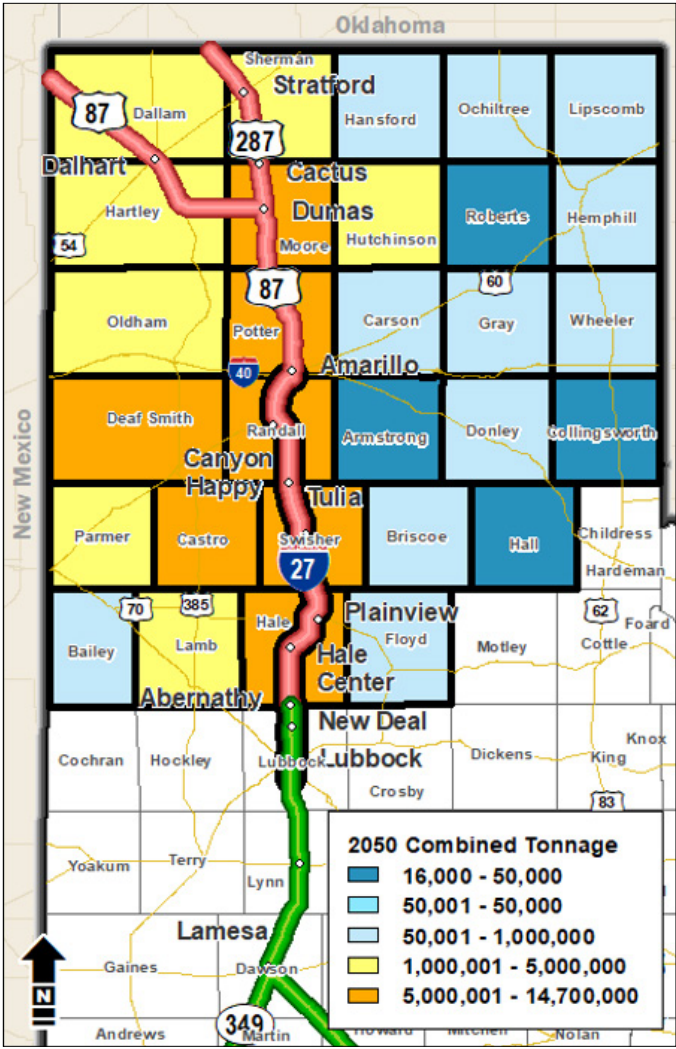 Oklahoma
Sherman
Stratford
87
Dallam
287
Hansford
Ochiltree
Lipscomb
Dalhart
Cactus
Hartley
Dumas
Roberts
Hemphill
54
Moore
Hutchinson
87
60
Oldham
Potter
Carson
Gray
Wheeler
40
Amarillo
New Mexico
Deaf Smith
Randall
Armstrong
Donley
Collingsworth
Canyon
Happy
Tulia
Parmer
Castro
Swisher
Briscoe
Hall
Childress
27
Hardeman
70
385
Plainview
62
Foard
Bailey
Lamb
Hale
Floyd
Motley
Cottle
Hale
Center
Abernathy
New Deal
Knox
Cochran
Hockley
Lubbock
Lubbock
Dickens
King
Crosby
83
2050 Combined Tonnage
16,000 - 50,000
50,001 - 50,000
50,001 - 1,000,000
1,000,001 - 5,000,000
5,000,001 - 14,700,000
Yoakum
Terry
Lynn
Lamesa
Gaines
Dawson
N
349
Andrews
Martin
Howard
Mitchell
Nolan